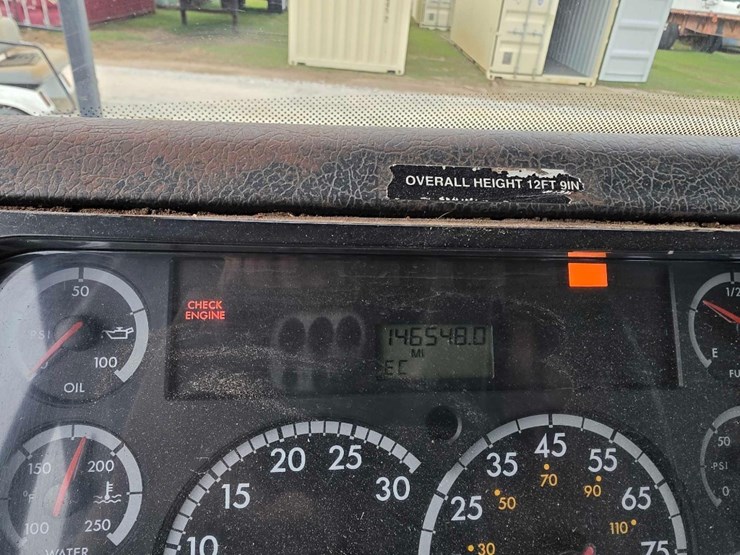 OVERALL HEIGHT 12FT 9IN
CHECK
ENGINE
146548.0
MI
EC
50
PSI
100
OIL
1/2
E
FU
150
200
°F
100
250
WATER
10
15
20
25
30
25
35
45
55
65
75
30
50
70
90
110
50
PSI
0